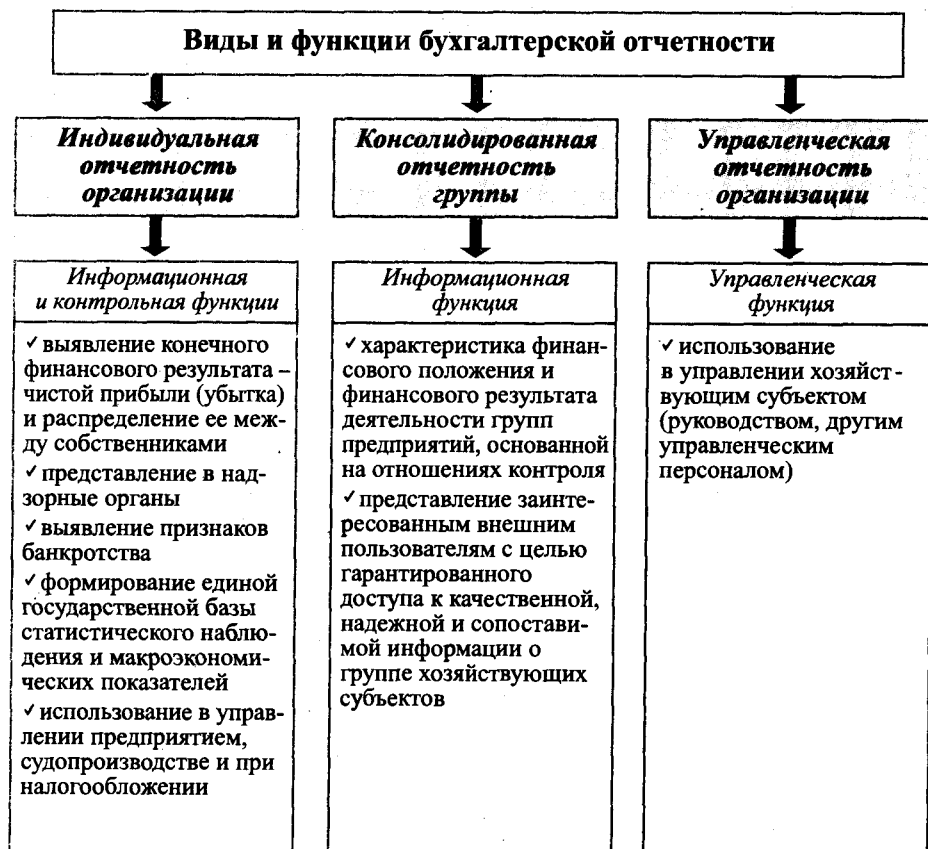 Виды и функции бухгалтерской отчетности
Индивидуальная
отчетность
организации
Информационная
и контрольная функции
✓ выявление конечного
финансового результата –
чистой прибыли (убытка)
и распределение ее меж-
ду собственниками
✓ представление в над-
зорные органы
✓ выявление признаков
банкротства
✓ формирование единой
государственной базы
статистического наблю-
дения и макроэкономи-
ческих показателей
✓ использование в управ-
лении предприятием,
судопроизводстве и при
налогообложении
Консолидированная
отчетность
группы
Информационная
функция
✓ характеристика финан-
сового положения и
финансового результата
деятельности групп
предприятий, основанной
на отношениях контроля
✓ представление заинте-
ресованным внешним
пользователям с целью
гарантированного
доступа к качественной,
надежной и сопостави-
мой информации о
группе хозяйствующих
субъектов
Управленческая
отчетность
организации
Управленческая
функция
✓ использование
в управлении хозяйст-
вующим субъектом
(руководством, другим
управленческим
персоналом)